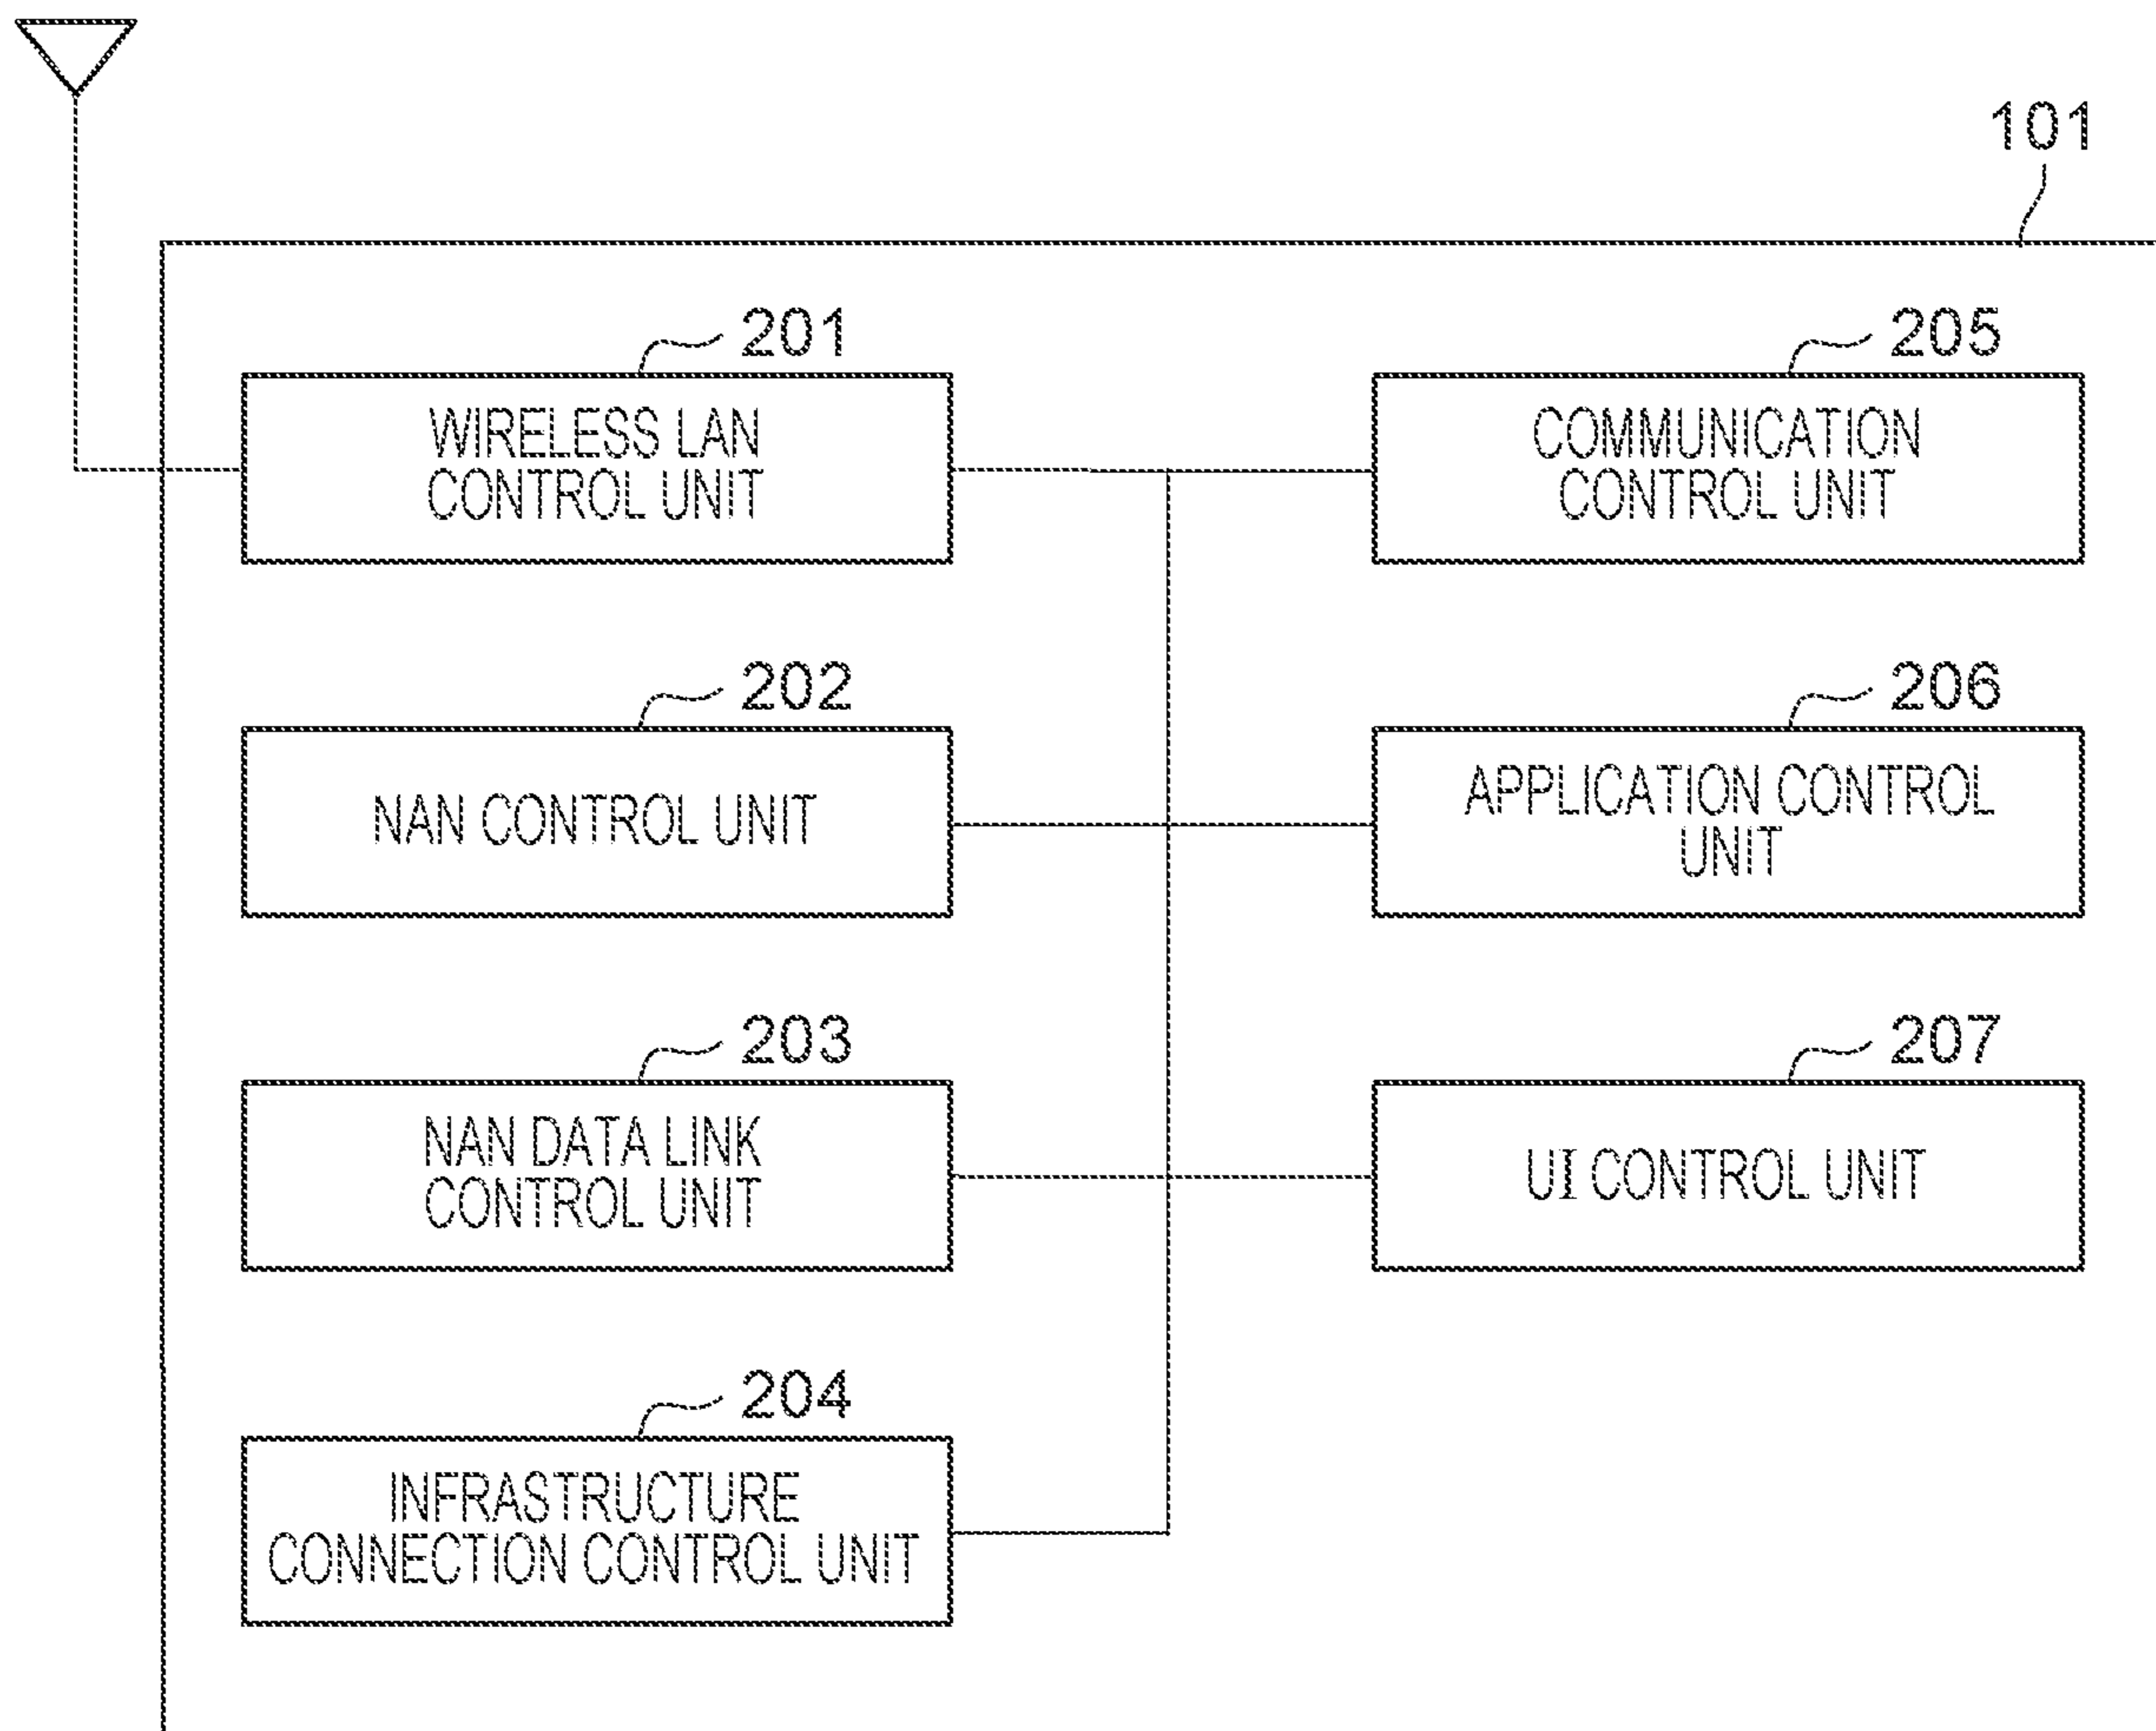 101
201
WIRELESS LAN
CONTROL UNIT
205
COMMUNICATION
CONTROL UNIT
202
NAN CONTROL UNIT
206
APPLICATION CONTROL
UNIT
203
NAN DATA LINK
CONTROL UNIT
207
UI CONTROL UNIT
204
INFRASTRUCTURE
CONNECTION CONTROL UNIT